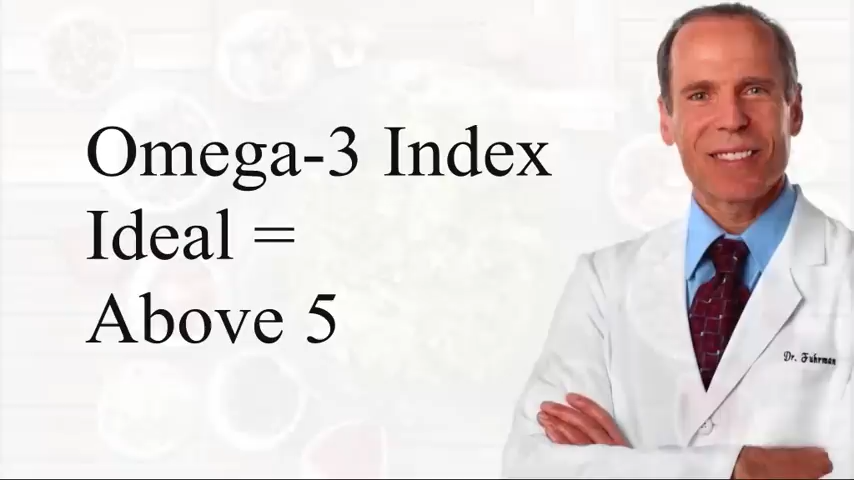 Omega-3 Index
Ideal =
Above 5
Dr. Fuhrman